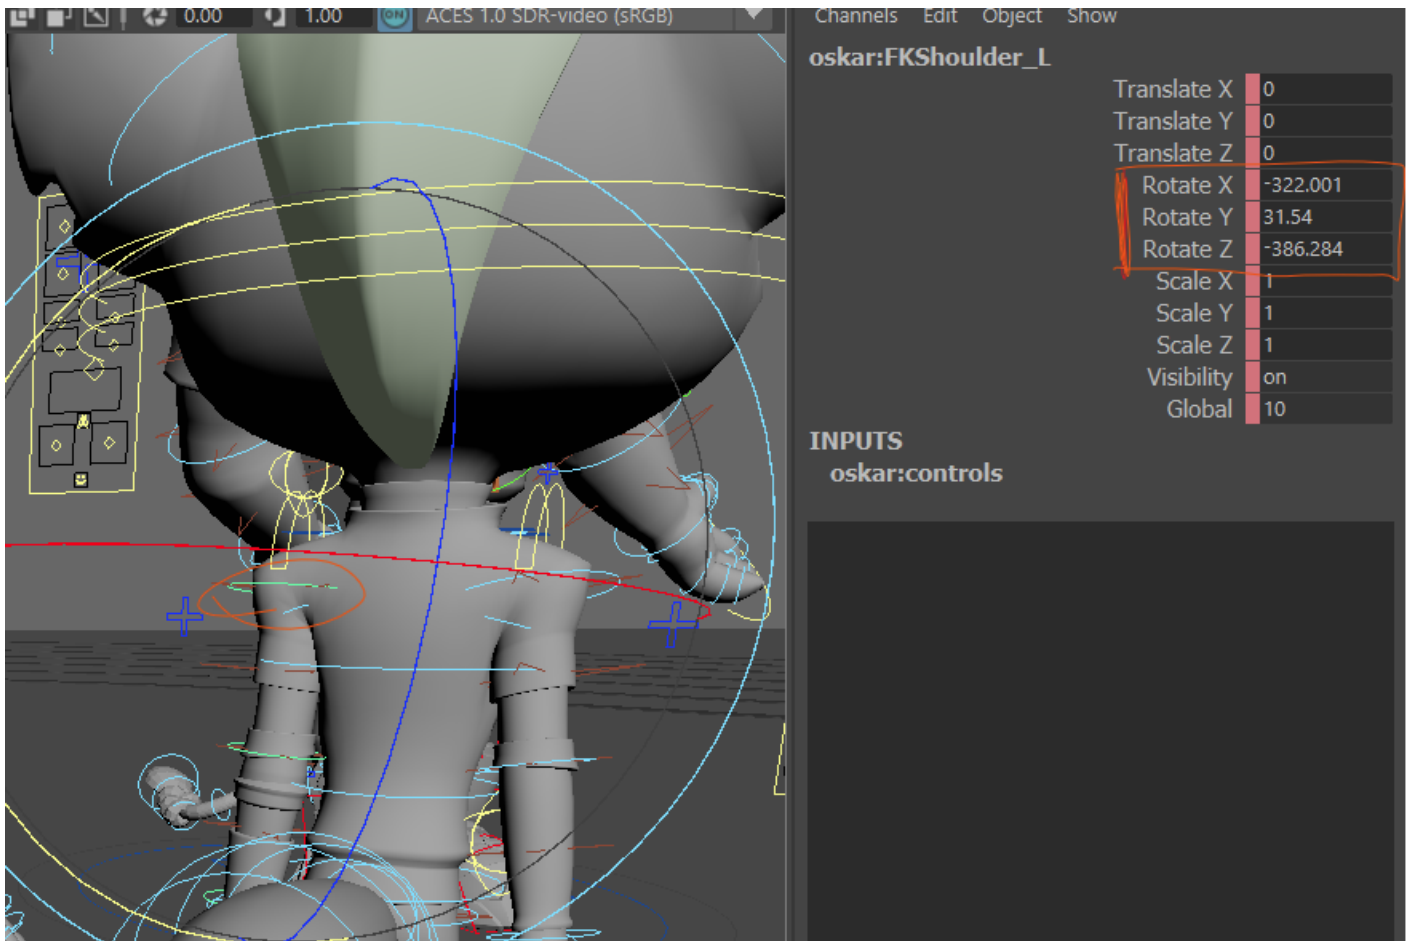 0.00 1.00 ON ACES 1.0 SDR-video (sRGB)
Channels Edit Object Show
oskar:FKShoulder_L
Translate X 0
Translate Y 0
Translate Z 0
Rotate X -322.001
Rotate Y 31.54
Rotate Z -386.284
Scale X 1
Scale Y 1
Scale Z 1
Visibility on
Global 10
INPUTS
oskar:controls